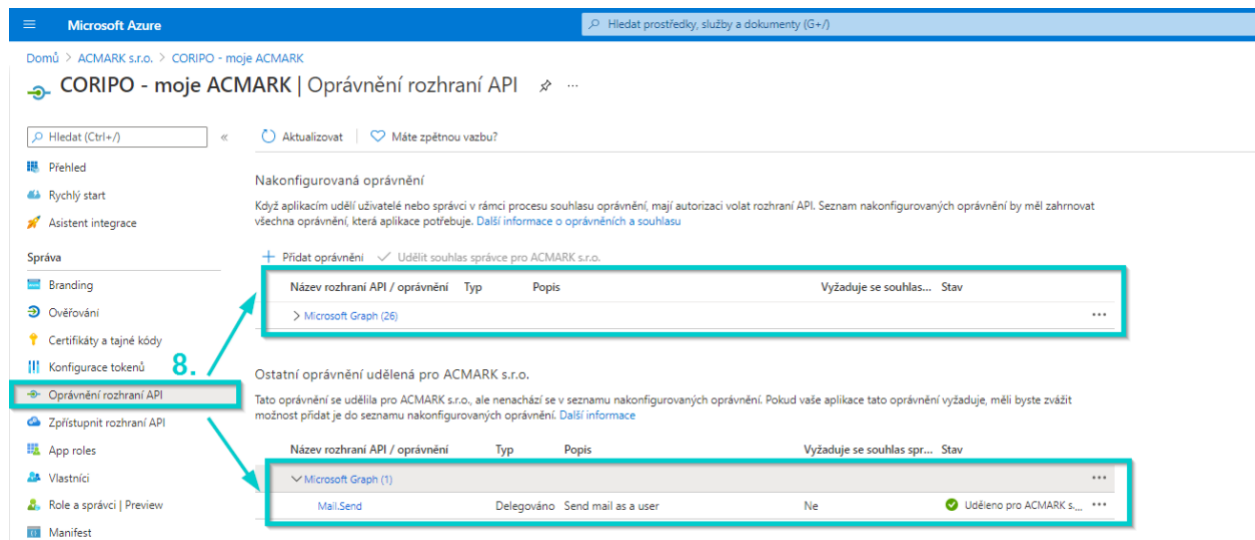 Microsoft Azure
Hledat prostředky, služby a dokumenty (G+/)
Domů > ACMARK s.r.o. > CORIPO - moje ACMARK
CORIPO - moje ACMARK | Oprávnění rozhraní API
Hledat (Ctrl+/)
«
Aktualizovat
Máte zpětnou vazbu?
Přehled
Rychlý start
Asistent integrace
Správa
Branding
Ověřování
Certifikáty a tajné kódy
Konfigurace tokenů
8.
Oprávnění rozhraní API
Zpřístupnit rozhraní API
App roles
Vlastníci
Role a správci | Preview
Manifest
Nakonfigurovaná oprávnění
Když aplikacím udělí uživatelé nebo správci v rámci procesu souhlasu oprávnění, mají autorizaci volat rozhraní API. Seznam nakonfigurovaných oprávnění by měl zahrnovat
všechna oprávnění, která aplikace potřebuje. Další informace o oprávněních a souhlasu
+ Přidat oprávnění Udělit souhlas správce pro ACMARK s.r.o.
Název rozhraní API / oprávnění Typ Popis Vyžaduje se souhlas... Stav
Microsoft Graph (26)
Ostatní oprávnění udělená pro ACMARK s.r.o.
Tato oprávnění se udělila pro ACMARK s.r.o., ale nenachází se v seznamu nakonfigurovaných oprávnění. Pokud vaše aplikace tato oprávnění vyžaduje, měli byste zvážit
možnost přidat je do seznamu nakonfigurovaných oprávnění. Další informace
Název rozhraní API / oprávnění Typ Popis Vyžaduje se souhlas spr... Stav
Microsoft Graph (1)
Mail.Send Delegováno Send mail as a user Ne Uděleno pro ACMARK s....